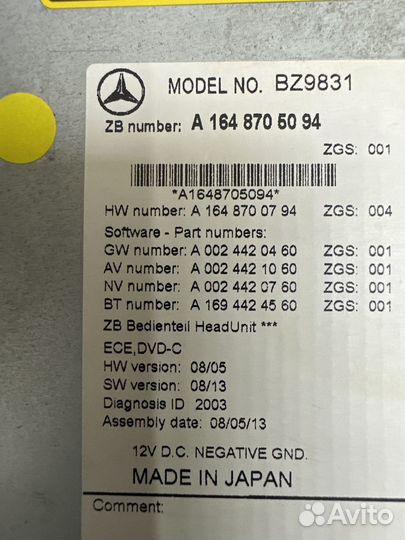 MODEL NO. BZ9831
ZB number: A 164 870 50 94
ZGS: 001
*A1648705094*
HW number: A 164 870 07 94 ZGS: 004
Software - Part numbers:
GW number: A 002 442 04 60 ZGS: 001
AV number: A 002 442 10 60 ZGS: 001
NV number: A 002 442 07 60 ZGS: 001
BT number: A 169 442 45 60 ZGS: 001
ZB Bedienteil HeadUnit ***
ECE,DVD-C
HW version: 08/05
SW version: 08/13
Diagnosis ID 2003
Assembly date: 08/05/13
12V D.C. NEGATIVE GND.
MADE IN JAPAN
Comment:
Avito